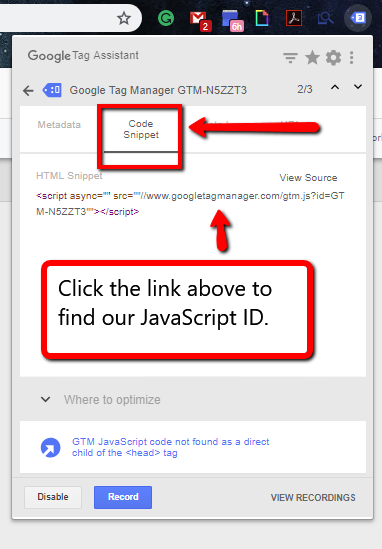 2
6h
2
Google Tag Assistant
Google Tag Manager GTM-N5ZZT3
2/3
Metadata
Code
Snippet
HTML Snippet
View Source
<script async="" src=""//www.googletagmanager.com/gtm.js?id=GT
M-N5ZZT3""></script>
Click the link above to
find our JavaScript ID.
Where to optimize
GTM JavaScript code not found as a direct
child of the <head> tag
Disable
Record
VIEW RECORDINGS